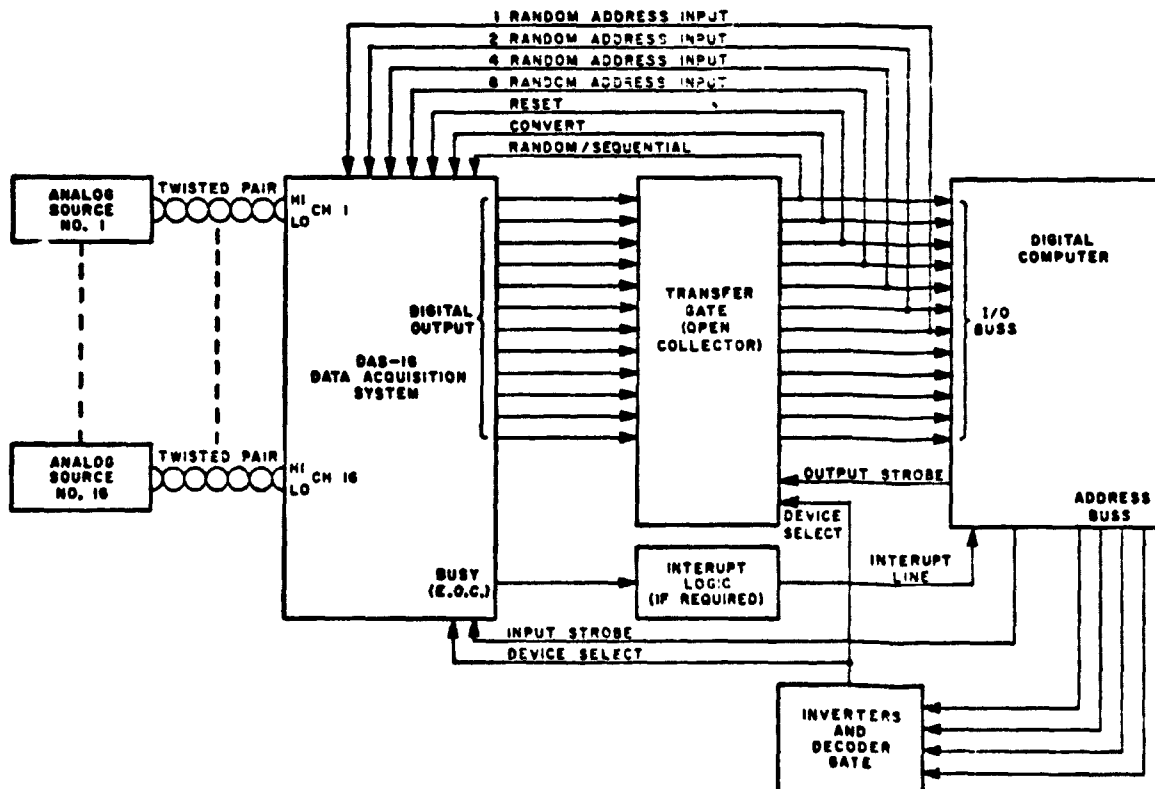 1 RANDOM ADDRESS INPUT
2 RANDOM ADDRESS INPUT
4 RANDOM ADDRESS INPUT
8 RANDOM ADDRESS INPUT
RESET
CONVERT
RANDOM/SEQUENTIAL
ANALOG
SOURCE
NO. 1
TWISTED PAIR
HI
CH 1
LO
DIGITAL
OUTPUT
DAS-16
DATA ACQUISITION
SYSTEM
TRANSFER
GATE
(OPEN
COLLECTOR)
DIGITAL
COMPUTER
I/O
BUSS
ANALOG
SOURCE
NO. 16
TWISTED PAIR
HI
CH 16
LO
OUTPUT STROBE
ADDRESS
BUSS
DEVICE
SELECT
BUSY
(E.O.C.)
INTERUPT
LOGIC
(IF REQUIRED)
INTERUPT
LINE
INPUT STROBE
DEVICE SELECT
INVERTERS
AND
DECODER
GATE